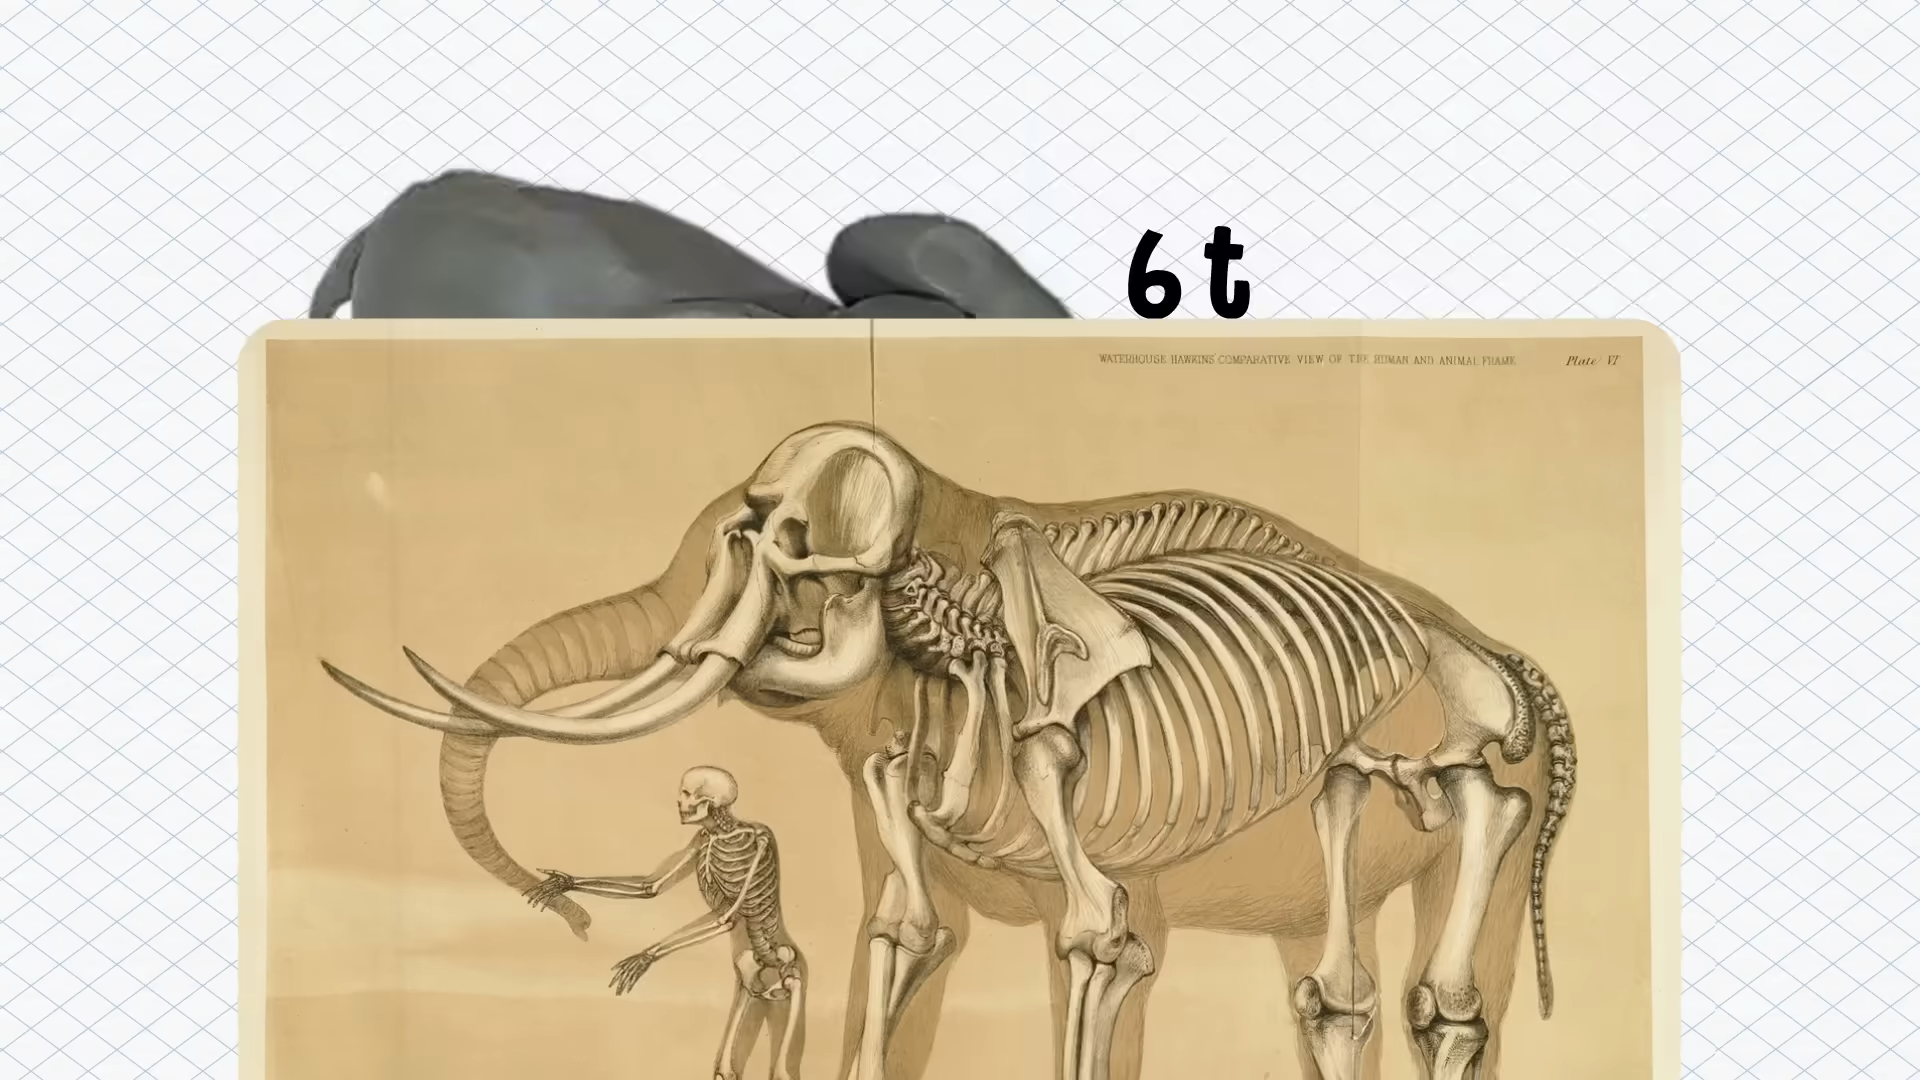 6 t
WATERHOUSE HAWKINS' COMPARATIVE VIEW OF THE HUMAN AND ANIMAL FRAME
Plate VI